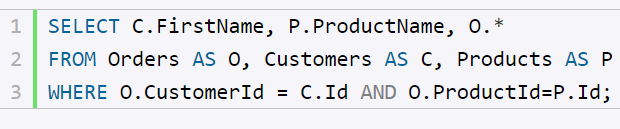 1 SELECT C.FirstName, P.ProductName, O.*
2 FROM Orders AS O, Customers AS C, Products AS P
3 WHERE O.CustomerId = C.Id AND O.ProductId=P.Id;